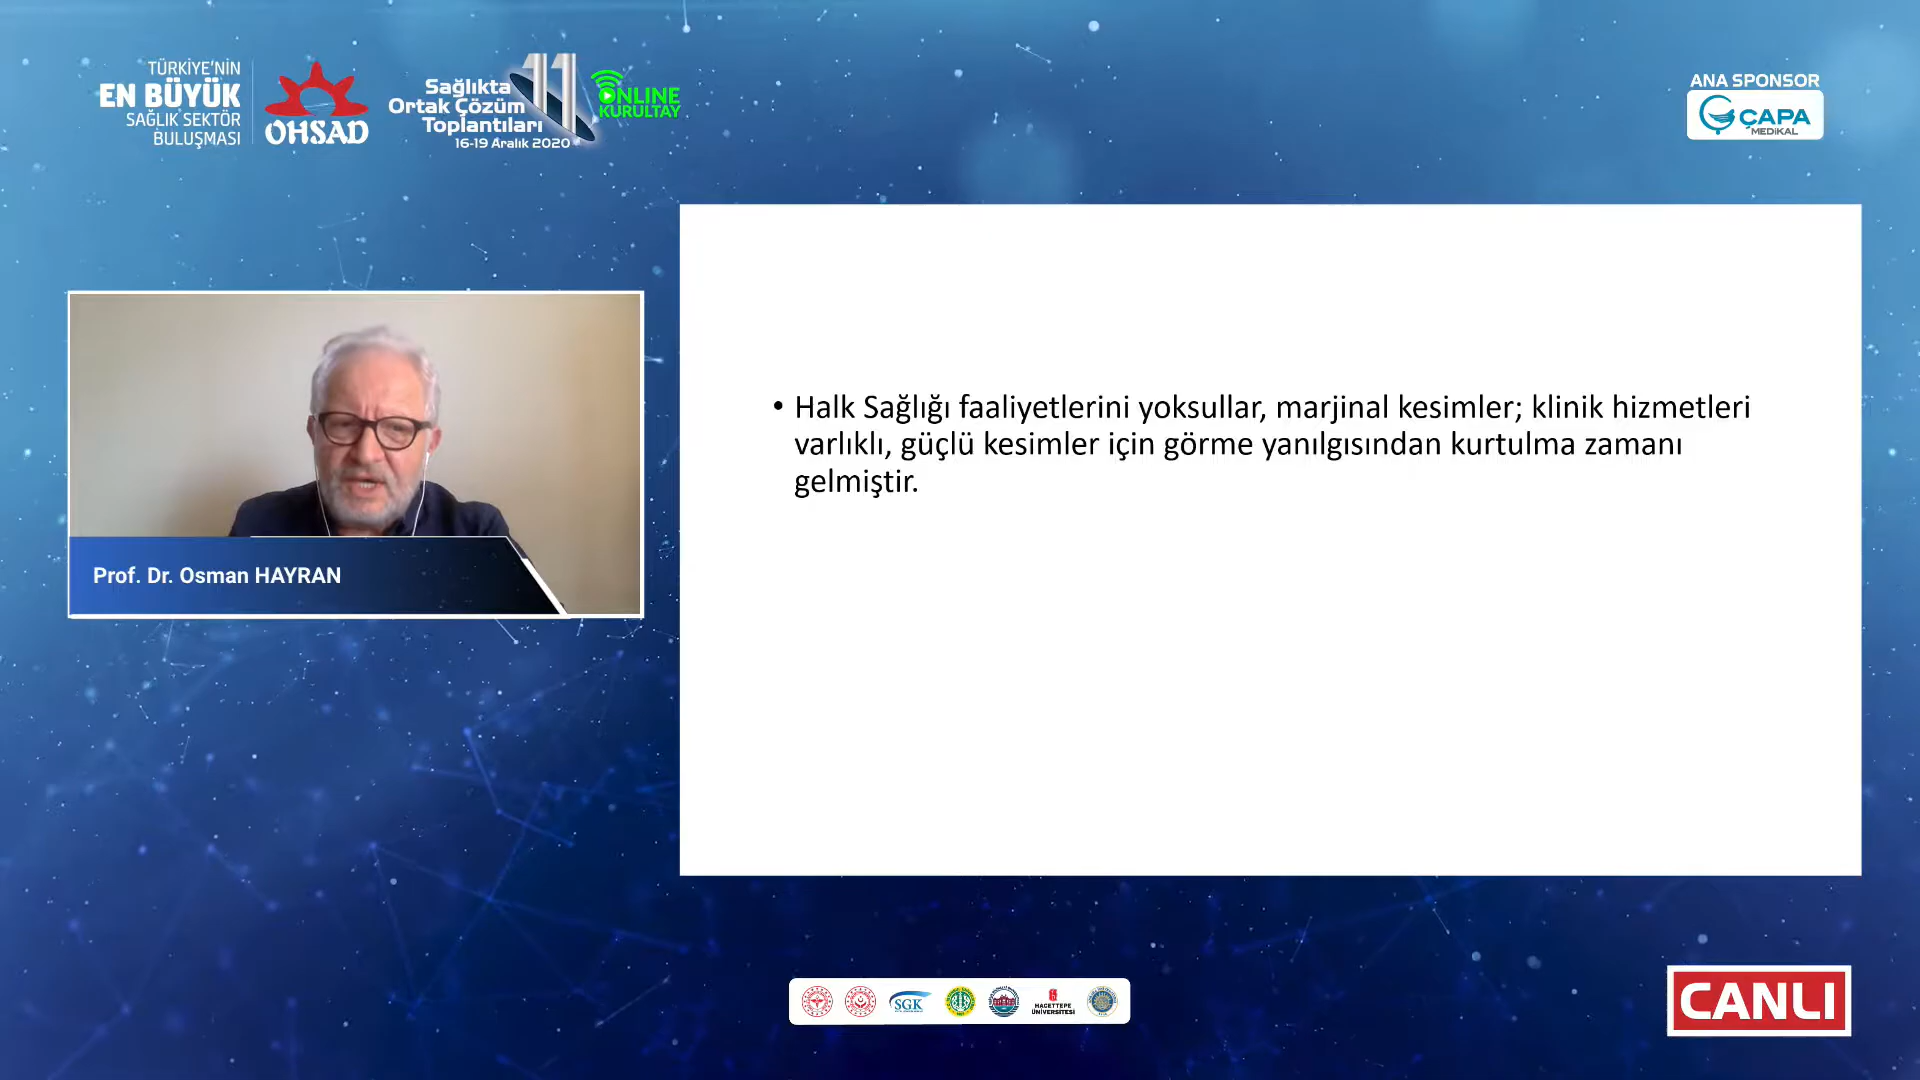 TÜRKİYE'NİN
EN BÜYÜK
SAĞLIK SEKTÖR
BULUŞMASI
OHSAD
Sağlıkta
Ortak Çözüm
Toplantıları
11
16-19 Aralık 2020
ONLINE
KURULTAY
ANA SPONSOR
ÇAPA
MEDİKAL
• Halk Sağlığı faaliyetlerini yoksullar, marjinal kesimler; klinik hizmetleri
varlıklı, güçlü kesimler için görme yanılgısından kurtulma zamanı
gelmiştir.
Prof. Dr. Osman HAYRAN
SGK
HACETTEPE
ÜNİVERSİTESİ
CANLI